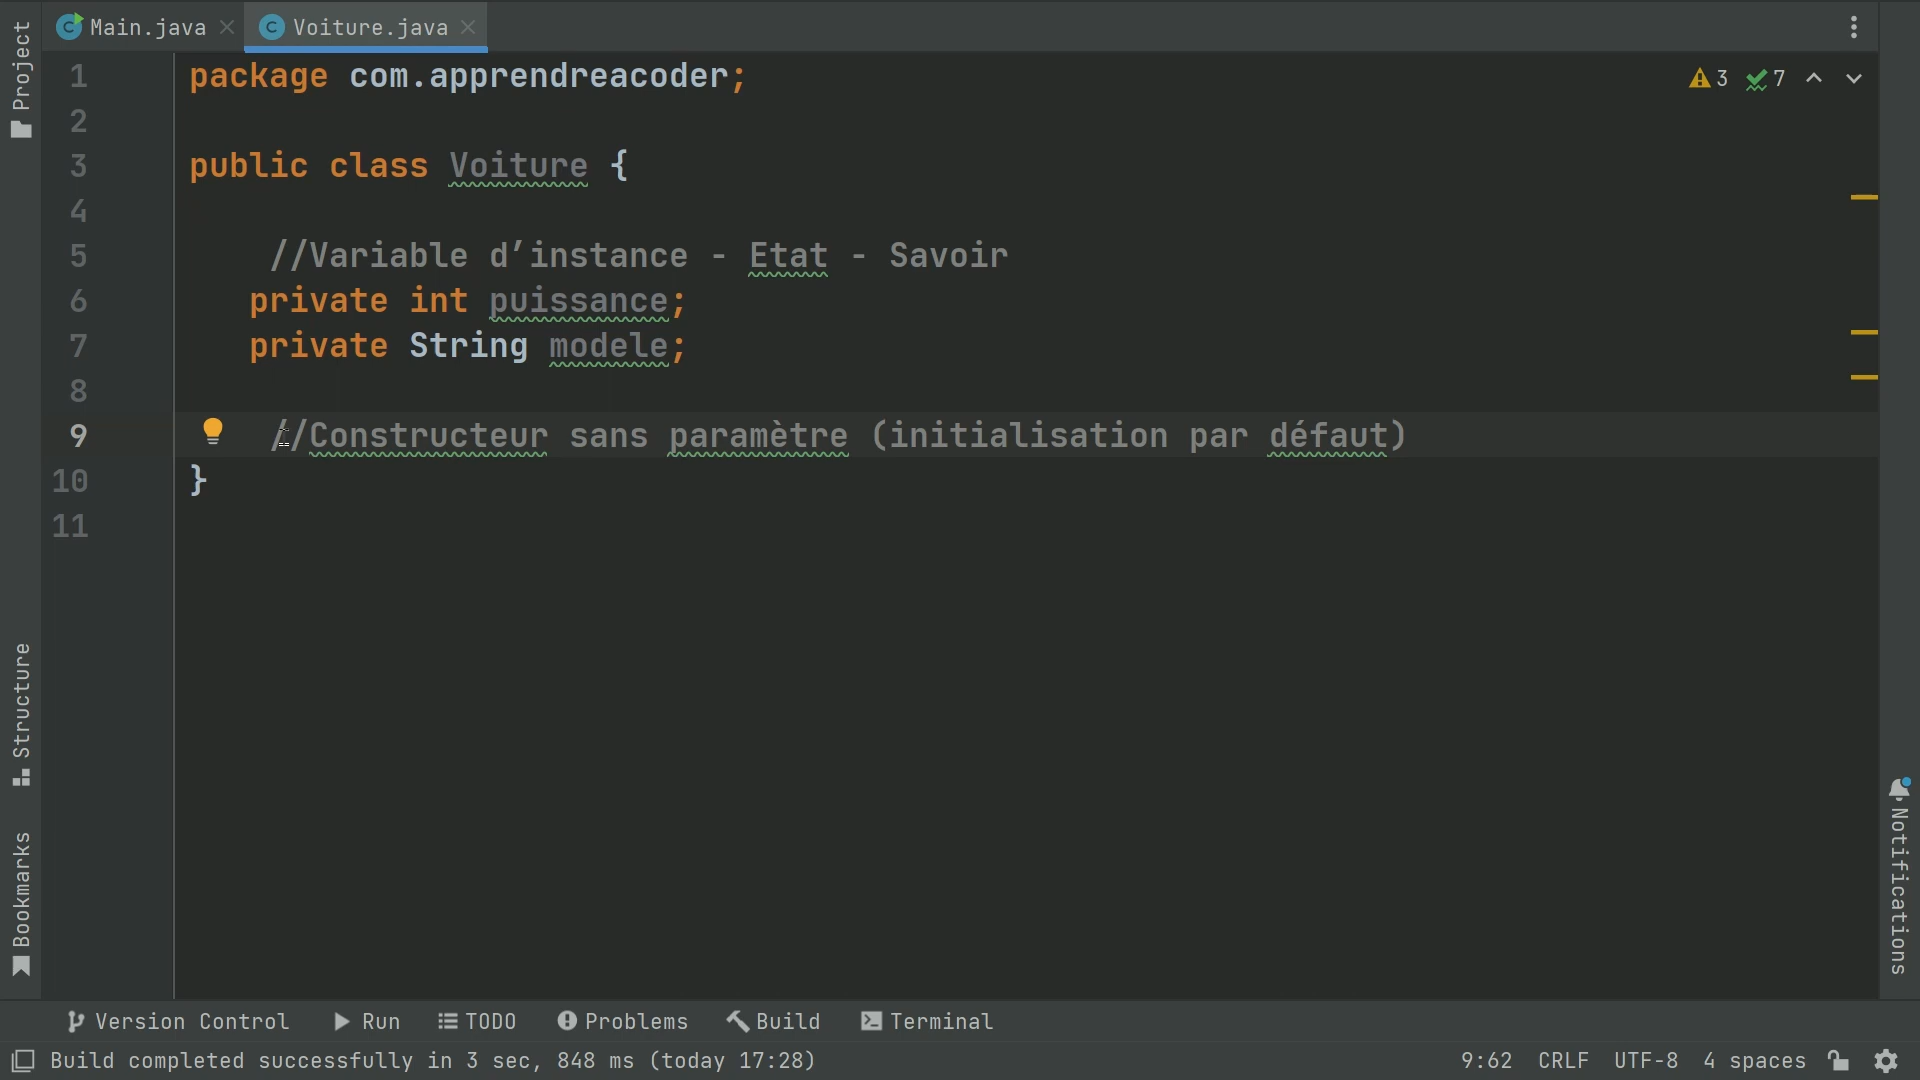 Main.java
Voiture.java
Project
1 package com.apprendreacoder;
3 7
2
3 public class Voiture {
4
5 //Variable d’instance - Etat - Savoir
6 private int puissance;
7 private String modele;
8
9 //Constructeur sans paramètre (initialisation par défaut)
10 }
11
Structure
Bookmarks
Notifications
Version Control Run TODO Problems Build Terminal
Build completed successfully in 3 sec, 848 ms (today 17:28) 9:62 CRLF UTF-8 4 spaces